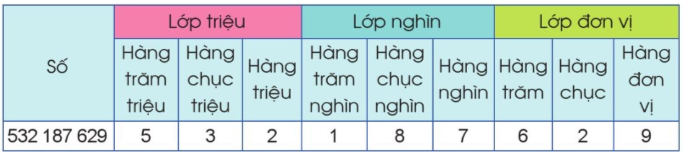 Số Lớp triệu Lớp nghìn Lớp đơn vị
Hàng trăm triệu Hàng chục triệu Hàng triệu Hàng trăm nghìn Hàng chục nghìn Hàng nghìn Hàng trăm Hàng chục Hàng đơn vị
532 187 629 5 3 2 1 8 7 6 2 9